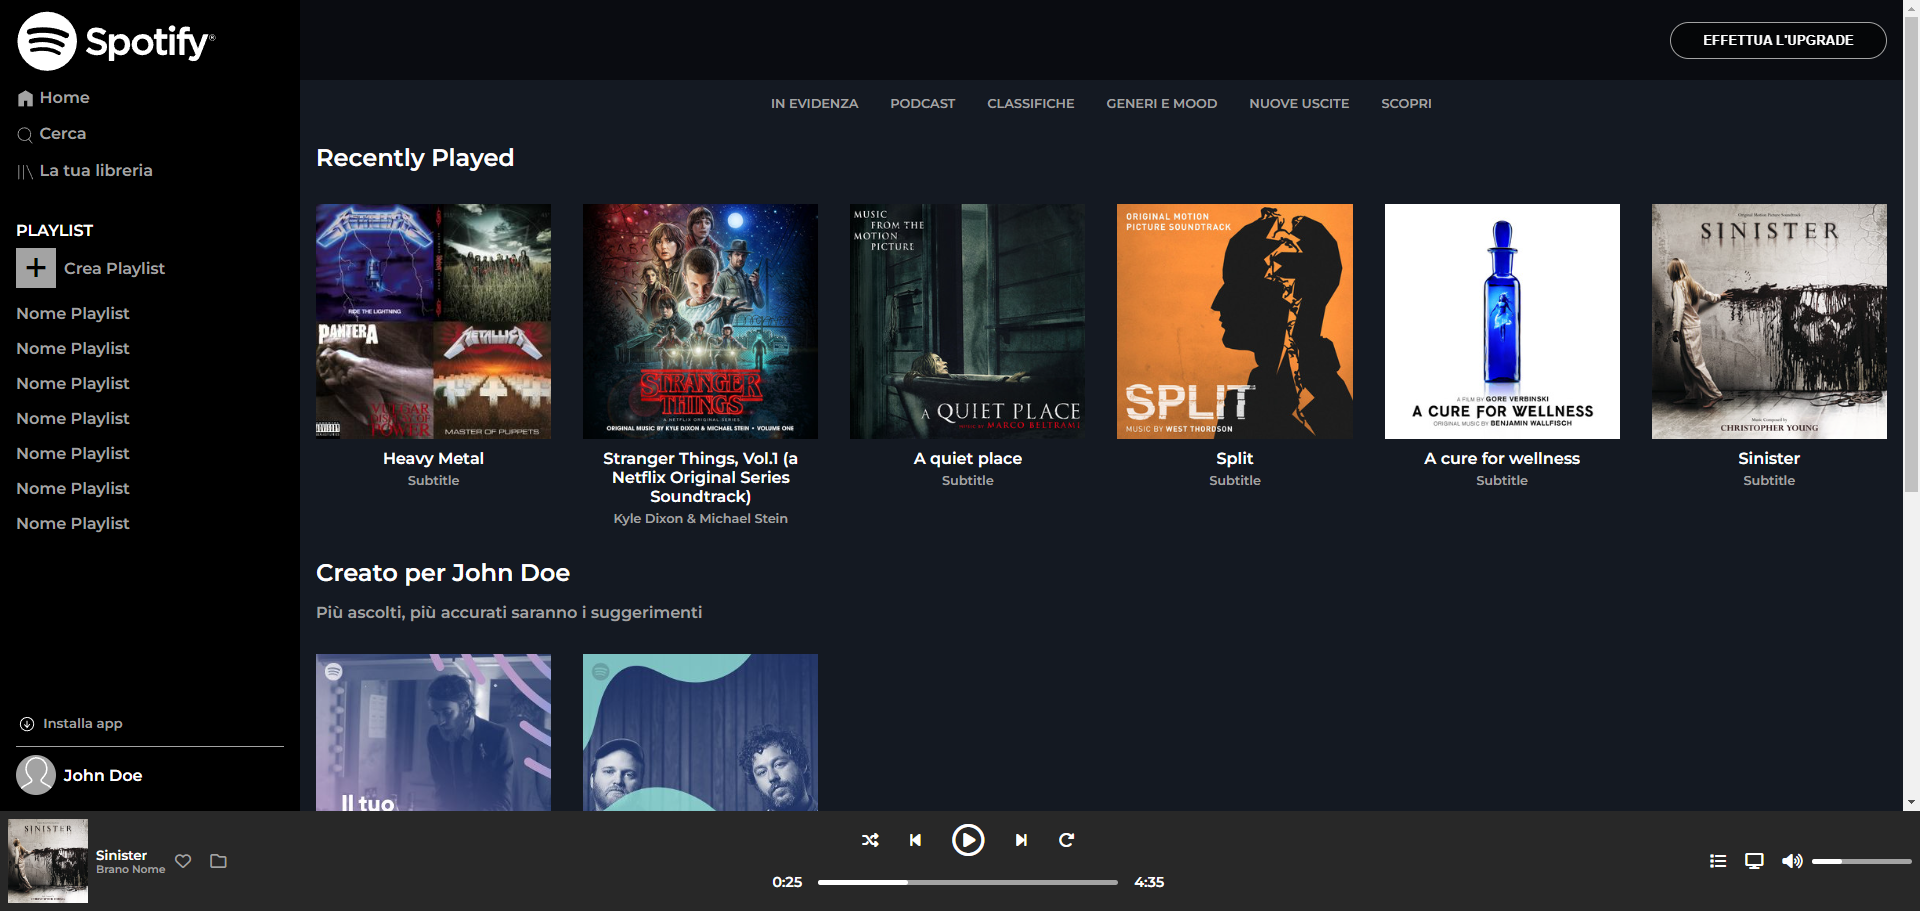 Spotify®
Home
Cerca
La tua libreria
PLAYLIST
Crea Playlist
Nome Playlist
Nome Playlist
Nome Playlist
Nome Playlist
Nome Playlist
Nome Playlist
Nome Playlist
Installa app
John Doe
EFFETTUA L'UPGRADE
IN EVIDENZA PODCAST CLASSIFICHE GENERI E MOOD NUOVE USCITE SCOPRI
Recently Played
METALLICA
RIDE THE LIGHTNING
PANTERA
VULGAR
DISPLAY OF
POWER
METALLICA
MASTER OF PUPPETS
Heavy Metal
Subtitle
STRANGER
THINGS
A NETFLIX ORIGINAL SERIES
ORIGINAL MUSIC BY KYLE DIXON & MICHAEL STEIN • VOLUME ONE
Stranger Things, Vol.1 (a
Netflix Original Series
Soundtrack)
Kyle Dixon & Michael Stein
MUSIC
FROM THE
MOTION
PICTURE
A QUIET PLACE
MUSIC BY MARCO BELTRAMI
A quiet place
Subtitle
ORIGINAL MOTION
PICTURE SOUNDTRACK
SPLIT
MUSIC BY WEST THORDSON
Split
Subtitle
A FILM BY GORE VERBINSKI
A CURE FOR WELLNESS
ORIGINAL MUSIC BY BENJAMIN WALLFISCH
A cure for wellness
Subtitle
Original Motion Picture Soundtrack
SINISTER
Music Composed by
CHRISTOPHER YOUNG
Sinister
Subtitle
Creato per John Doe
Più ascolti, più accurati saranno i suggerimenti
Il tuo
SINISTER
Sinister
Brano Nome
0:25
4:35